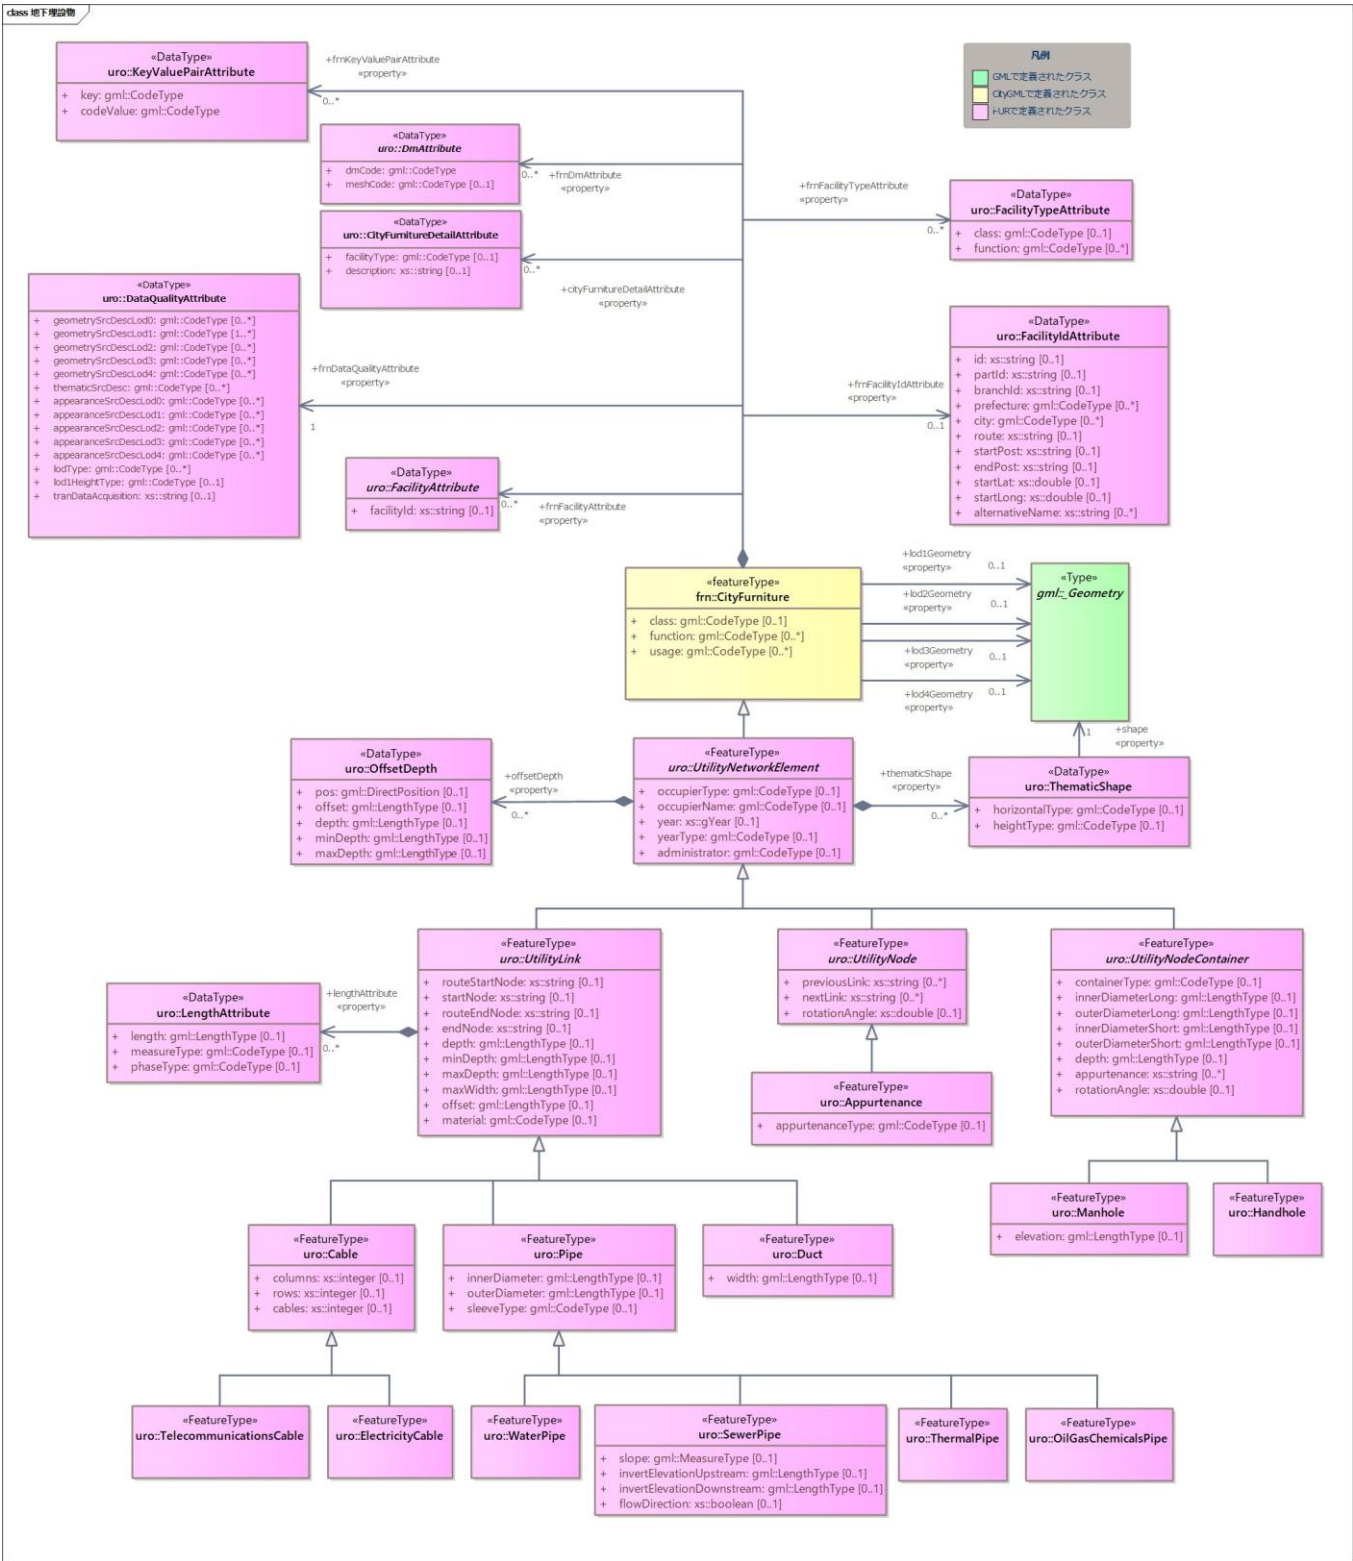 class 地下埋設物
凡例
GMLで定義されたクラス
CityGMLで定義されたクラス
i-URで定義されたクラス
«DataType»
uro::KeyValuePairAttribute
+ key: gml::CodeType
+ codeValue: gml::CodeType
+frnKeyValuePairAttribute
«property»
0..*
«DataType»
uro::DmAttribute
+ dmCode: gml::CodeType
+ meshCode: gml::CodeType [0..1]
0..* +frnDmAttribute
«property»
+frnFacilityTypeAttribute
«property»
0..*
«DataType»
uro::FacilityTypeAttribute
+ class: gml::CodeType [0..1]
+ function: gml::CodeType [0..*]
«DataType»
uro::CityFurnitureDetailAttribute
+ facilityType: gml::CodeType [0..1]
+ description: xs::string [0..1]
0..*
+cityFurnitureDetailAttribute
«property»
«DataType»
uro::DataQualityAttribute
+ geometrySrcDescLod0: gml::CodeType [0..*]
+ geometrySrcDescLod1: gml::CodeType [1..*]
+ geometrySrcDescLod2: gml::CodeType [0..*]
+ geometrySrcDescLod3: gml::CodeType [0..*]
+ geometrySrcDescLod4: gml::CodeType [0..*]
+ thematicSrcDesc: gml::CodeType [0..*]
+ appearanceSrcDescLod0: gml::CodeType [0..*]
+ appearanceSrcDescLod1: gml::CodeType [0..*]
+ appearanceSrcDescLod2: gml::CodeType [0..*]
+ appearanceSrcDescLod3: gml::CodeType [0..*]
+ appearanceSrcDescLod4: gml::CodeType [0..*]
+ lodType: gml::CodeType [0..*]
+ lod1HeightType: gml::CodeType [0..1]
+ tranDataAcquisition: xs::string [0..1]
+frnDataQualityAttribute
«property»
1
«DataType»
uro::FacilityIdAttribute
+ id: xs::string [0..1]
+ partId: xs::string [0..1]
+ branchId: xs::string [0..1]
+ prefecture: gml::CodeType [0..*]
+ city: gml::CodeType [0..*]
+ route: xs::string [0..1]
+ startPost: xs::string [0..1]
+ endPost: xs::string [0..1]
+ startLat: xs::double [0..1]
+ startLong: xs::double [0..1]
+ alternativeName: xs::string [0..*]
+frnFacilityIdAttribute
«property»
0..1
«DataType»
uro::FacilityAttribute
+ facilityId: xs::string [0..1]
0..* +frnFacilityAttribute
«property»
«featureType»
frn::CityFurniture
+ class: gml::CodeType [0..1]
+ function: gml::CodeType [0..*]
+ usage: gml::CodeType [0..*]
+lod1Geometry
«property» 0..1
+lod2Geometry
«property» 0..1
+lod3Geometry
«property» 0..1
+lod4Geometry 0..1
«property»
«Type»
gml::_Geometry
1 +shape
«property»
«DataType»
uro::OffsetDepth
+ pos: gml::DirectPosition [0..1]
+ offset: gml::LengthType [0..1]
+ depth: gml::LengthType [0..1]
+ minDepth: gml::LengthType [0..1]
+ maxDepth: gml::LengthType [0..1]
+offsetDepth
«property»
0..*
«FeatureType»
uro::UtilityNetworkElement
+ occupierType: gml::CodeType [0..1]
+ occupierName: gml::CodeType [0..1]
+ year: xs::gYear [0..1]
+ yearType: gml::CodeType [0..1]
+ administrator: gml::CodeType [0..1]
+thematicShape
«property»
0..*
«DataType»
uro::ThematicShape
+ horizontalType: gml::CodeType [0..1]
+ heightType: gml::CodeType [0..1]
«DataType»
uro::LengthAttribute
+ length: gml::LengthType [0..1]
+ measureType: gml::CodeType [0..1]
+ phaseType: gml::CodeType [0..1]
+lengthAttribute
«property»
0..*
«FeatureType»
uro::UtilityLink
+ routeStartNode: xs::string [0..1]
+ startNode: xs::string [0..1]
+ routeEndNode: xs::string [0..1]
+ endNode: xs::string [0..1]
+ depth: gml::LengthType [0..1]
+ minDepth: gml::LengthType [0..1]
+ maxDepth: gml::LengthType [0..1]
+ maxWidth: gml::LengthType [0..1]
+ offset: gml::LengthType [0..1]
+ material: gml::CodeType [0..1]
«FeatureType»
uro::UtilityNode
+ previousLink: xs::string [0..*]
+ nextLink: xs::string [0..*]
+ rotationAngle: xs::double [0..1]
«FeatureType»
uro::Appurtenance
+ appurtenanceType: gml::CodeType [0..1]
«FeatureType»
uro::UtilityNodeContainer
+ containerType: gml::CodeType [0..1]
+ innerDiameterLong: gml::LengthType [0..1]
+ outerDiameterLong: gml::LengthType [0..1]
+ innerDiameterShort: gml::LengthType [0..1]
+ outerDiameterShort: gml::LengthType [0..1]
+ depth: gml::LengthType [0..1]
+ appurtenance: xs::string [0..*]
+ rotationAngle: xs::double [0..1]
«FeatureType»
uro::Manhole
+ elevation: gml::LengthType [0..1]
«FeatureType»
uro::Handhole
«FeatureType»
uro::Cable
+ columns: xs::integer [0..1]
+ rows: xs::integer [0..1]
+ cables: xs::integer [0..1]
«FeatureType»
uro::Pipe
+ innerDiameter: gml::LengthType [0..1]
+ outerDiameter: gml::LengthType [0..1]
+ sleeveType: gml::CodeType [0..1]
«FeatureType»
uro::Duct
+ width: gml::LengthType [0..1]
«FeatureType»
uro::TelecommunicationsCable
«FeatureType»
uro::ElectricityCable
«FeatureType»
uro::WaterPipe
«FeatureType»
uro::SewerPipe
+ slope: gml::MeasureType [0..1]
+ invertElevationUpstream: gml::LengthType [0..1]
+ invertElevationDownstream: gml::LengthType [0..1]
+ flowDirection: xs::boolean [0..1]
«FeatureType»
uro::ThermalPipe
«FeatureType»
uro::OilGasChemicalsPipe